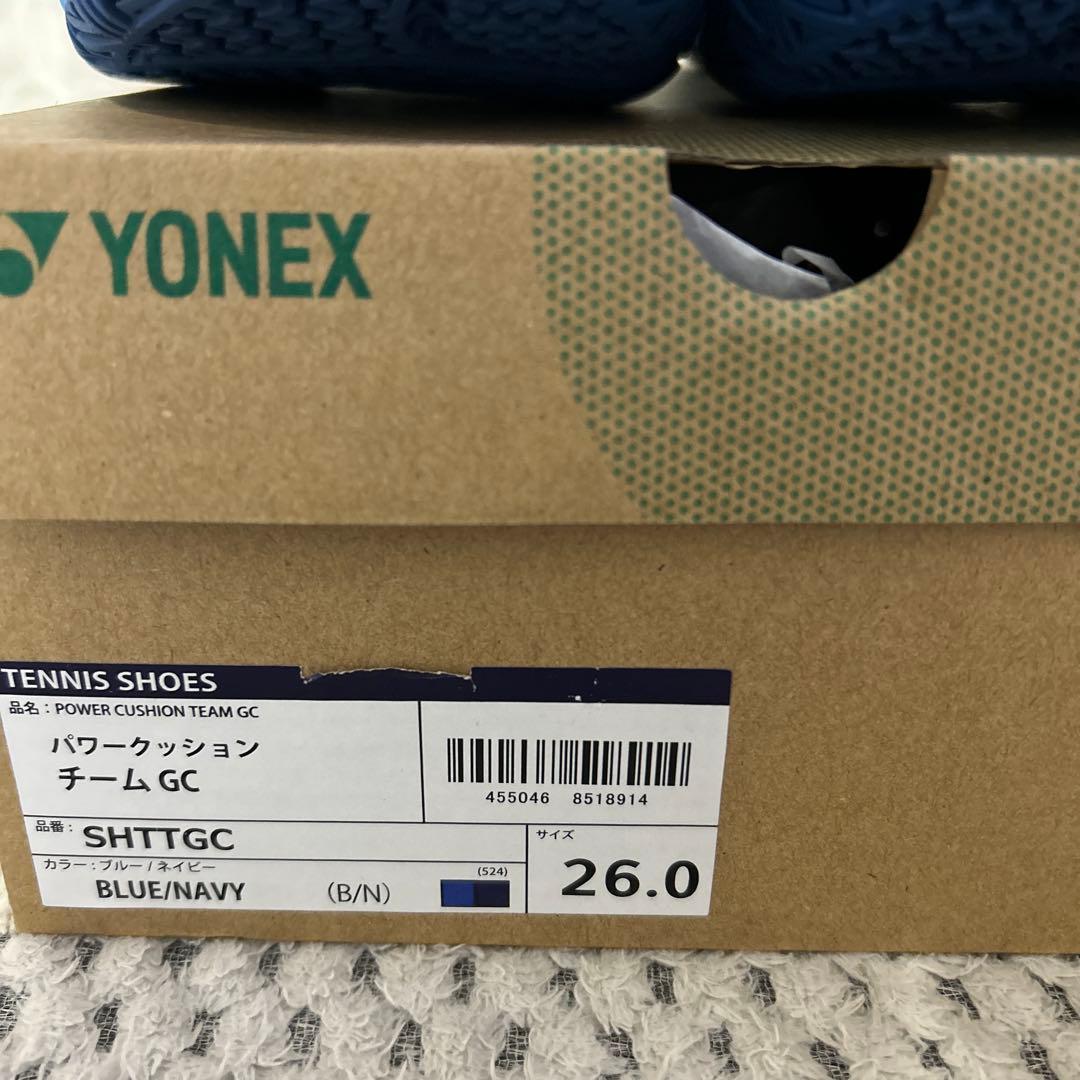 YONEX
TENNIS SHOES
品名：POWER CUSHION TEAM GC
パワークッション
チーム GC
455046 8518914
品番：
SHTTGC
カラー：ブルー / ネイビー
BLUE/NAVY (B/N)
(524)
サイズ
26.0